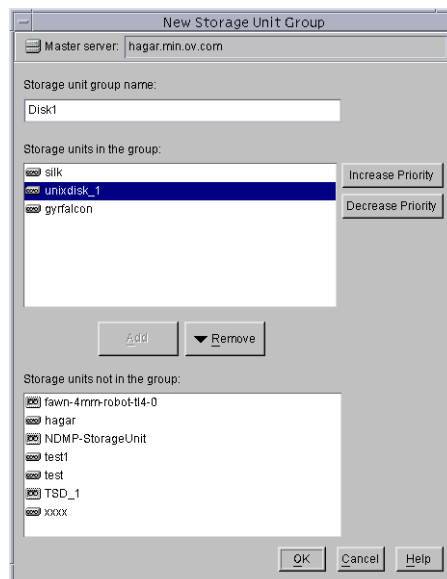 New Storage Unit Group
Master server: hagar.min.ov.com
Storage unit group name:
Disk1
Storage units in the group:
silk
unixdisk_1
gyrfalcon
Increase Priority
Decrease Priority
Add
Remove
Storage units not in the group:
fawn-4mm-robot-tl4-0
hagar
NDMP-StorageUnit
test1
test
TSD_1
xxxx
OK
Cancel
Help